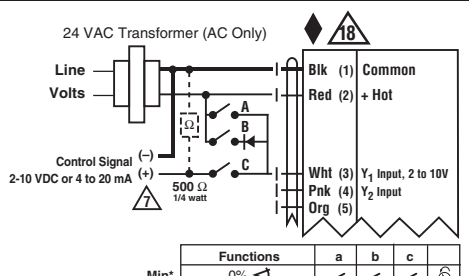 24 VAC Transformer (AC Only)
18
Line
Volts
Blk (1) Common
Red (2) + Hot
A
Ω
B
C
Control Signal (–)
2-10 VDC or 4 to 20 mA (+)
7
500 Ω
1/4 watt
Wht (3) Y1 Input, 2 to 10V
Pnk (4) Y2 Input
Org (5)
Functions a b c
Min* 0%